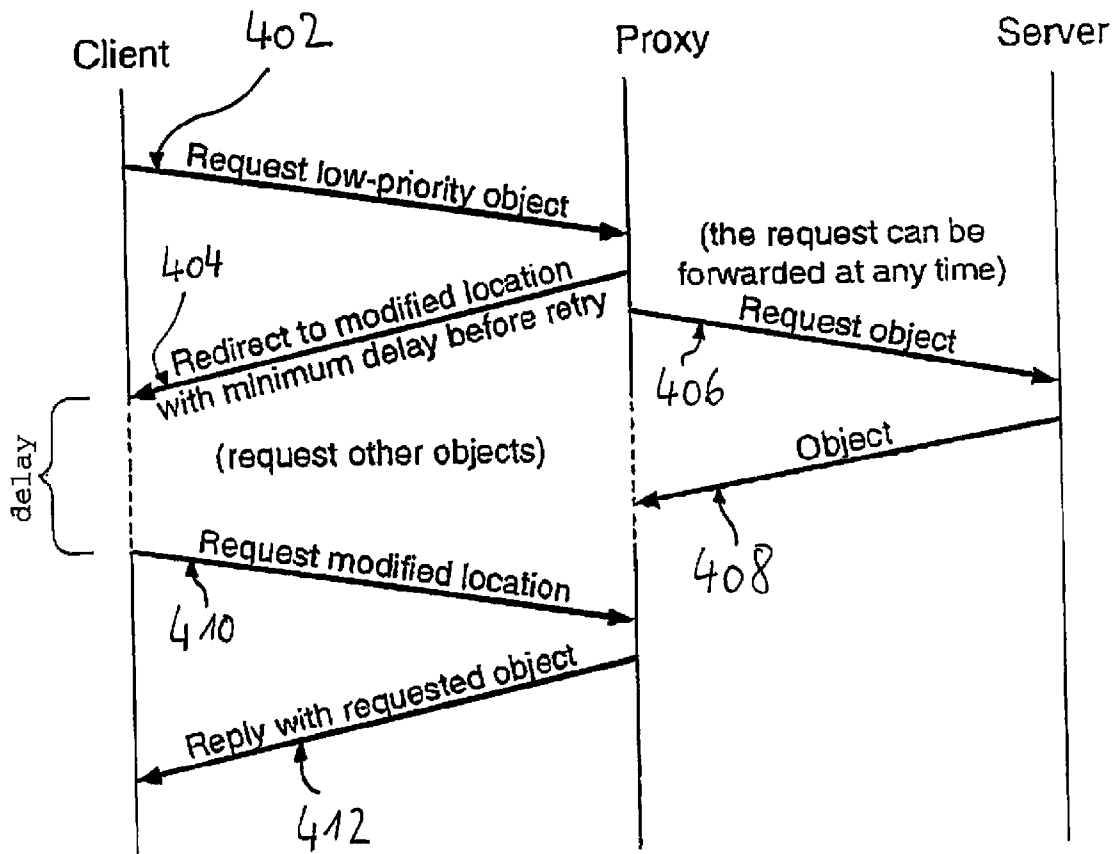 Client
402
Proxy
Server
Request low-priority object
(the request can be
forwarded at any time)
404
Redirect to modified location
with minimum delay before retry
Request object
406
delay
(request other objects)
Object
408
Request modified location
410
Reply with requested object
412